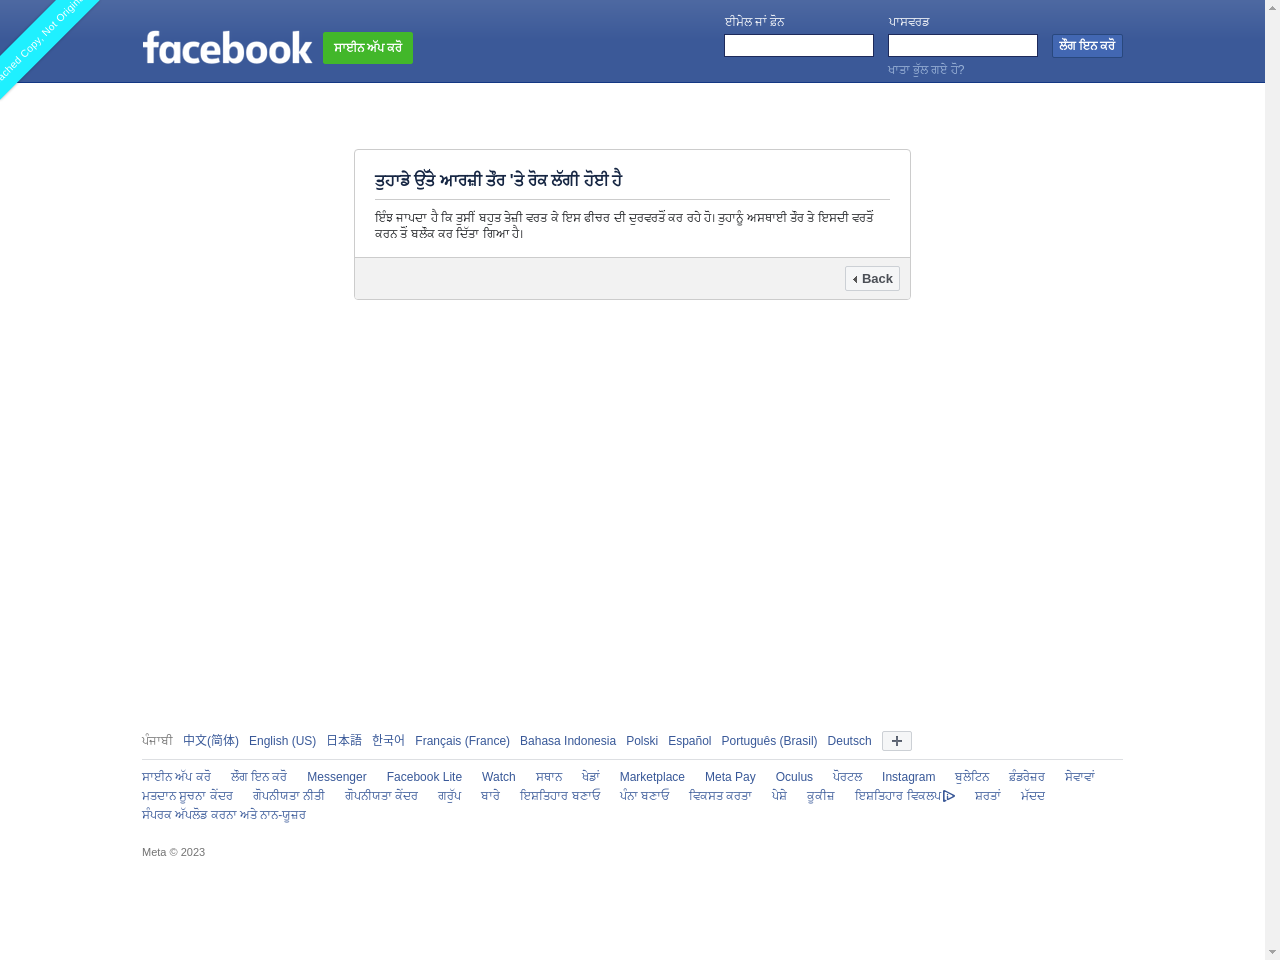 ached Copy, Not Origina
facebook
ਸਾਈਨ ਅੱਪ ਕਰੋ
ਈਮੇਲ ਜਾਂ ਫ਼ੋਨ
ਪਾਸਵਰਡ
ਲੌਗ ਇਨ ਕਰੋ
ਖਾਤਾ ਭੁੱਲ ਗਏ ਹੋ?
ਤੁਹਾਡੇ ਉੱਤੇ ਆਰਜ਼ੀ ਤੌਰ 'ਤੇ ਰੋਕ ਲੱਗੀ ਹੋਈ ਹੈ
ਇੰਝ ਜਾਪਦਾ ਹੈ ਕਿ ਤੁਸੀਂ ਬਹੁਤ ਤੇਜ਼ੀ ਵਰਤ ਕੇ ਇਸ ਫੀਚਰ ਦੀ ਦੁਰਵਰਤੋਂ ਕਰ ਰਹੇ ਹੋ। ਤੁਹਾਨੂੰ ਅਸਥਾਈ ਤੌਰ ਤੇ ਇਸਦੀ ਵਰਤੋਂ
ਕਰਨ ਤੋਂ ਬਲੌਕ ਕਰ ਦਿੱਤਾ ਗਿਆ ਹੈ।
Back
ਪੰਜਾਬੀ 中文(简体) English (US) 日本語 한국어 Français (France) Bahasa Indonesia Polski Español Português (Brasil) Deutsch
ਸਾਈਨ ਅੱਪ ਕਰੋ ਲੌਗ ਇਨ ਕਰੋ Messenger Facebook Lite Watch ਸਥਾਨ ਖੇਡਾਂ Marketplace Meta Pay Oculus ਪੋਰਟਲ Instagram ਬੁਲੇਟਿਨ ਫ਼ੰਡਰੇਜ਼ਰ ਸੇਵਾਵਾਂ
ਮਤਦਾਨ ਸੂਚਨਾ ਕੇਂਦਰ ਗੋਪਨੀਯਤਾ ਨੀਤੀ ਗੋਪਨੀਯਤਾ ਕੇਂਦਰ ਗਰੁੱਪ ਬਾਰੇ ਇਸ਼ਤਿਹਾਰ ਬਣਾਓ ਪੰਨਾ ਬਣਾਓ ਵਿਕਸਤ ਕਰਤਾ ਪੇਸ਼ੇ ਕੂਕੀਜ਼ ਇਸ਼ਤਿਹਾਰ ਵਿਕਲਪ ਸ਼ਰਤਾਂ ਮੱਦਦ
ਸੰਪਰਕ ਅੱਪਲੋਡ ਕਰਨਾ ਅਤੇ ਨਾਨ-ਯੂਜ਼ਰ
Meta © 2023